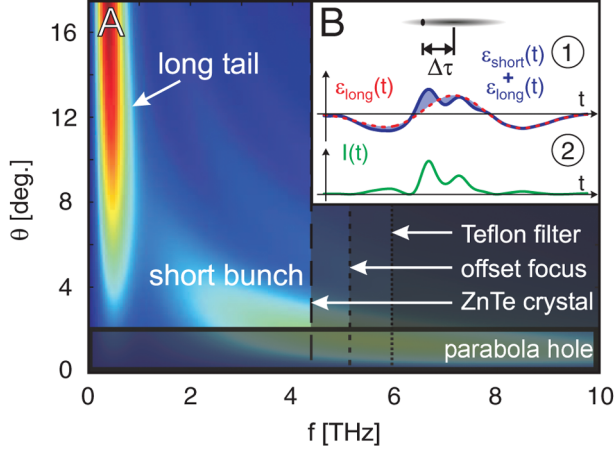 A
long tail
short bunch
θ [deg.]
16
12
8
4
0
0
2
4
6
8
10
f [THz]
Teflon filter
offset focus
ZnTe crystal
parabola hole
B
Δτ
1
εlong(t)
εshort(t)
+
εlong(t)
t
2
I(t)
t